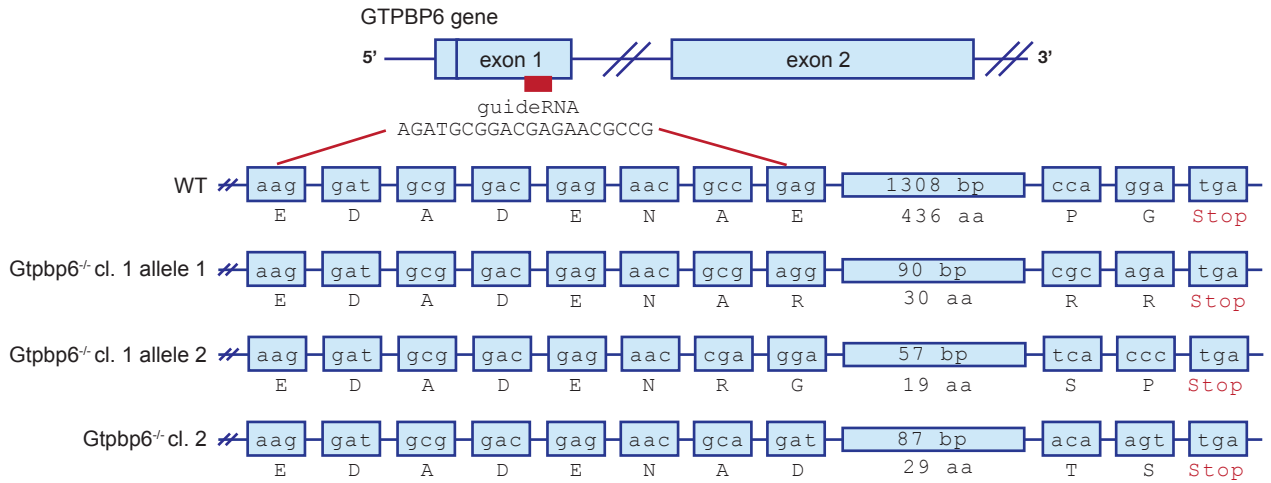 GTPBP6 gene
5’ exon 1 exon 2 3’
guideRNA
AGATGCGGACGAGAACGCCG
WT aag gat gcg gac gag aac gcc gag 1308 bp cca gga tga
E D A D E N A E 436 aa P G Stop
Gtpbp6-/- cl. 1 allele 1 aag gat gcg gac gag aac gcg agg 90 bp cgc aga tga
E D A D E N A R 30 aa R R Stop
Gtpbp6-/- cl. 1 allele 2 aag gat gcg gac gag aac cga gga 57 bp tca ccc tga
E D A D E N R G 19 aa S P Stop
Gtpbp6-/- cl. 2 aag gat gcg gac gag aac gca gat 87 bp aca agt tga
E D A D E N A D 29 aa T S Stop